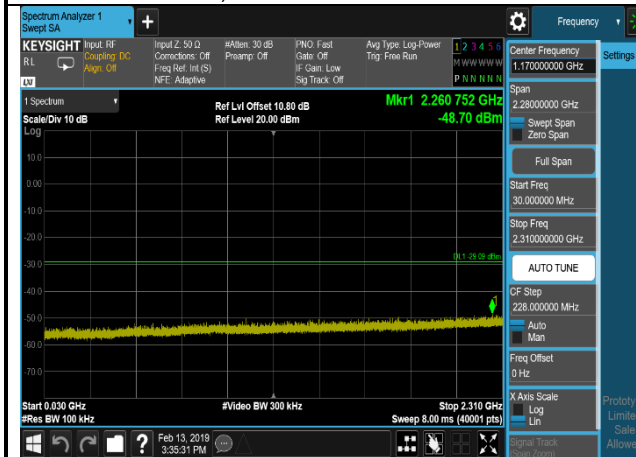 Spectrum Analyzer 1
Swept SA
+
Frequency
KEYSIGHT
RL
LXI
Input: RF
Coupling: DC
Align: Off
Input Z: 50 Ω
Corrections: Off
Freq Ref: Int (S)
NFE: Adaptive
#Atten: 30 dB
Preamp: Off
PNO: Fast
Gate: Off
IF Gain: Low
Sig Track: Off
Avg Type: Log-Power
Trig: Free Run
1 2 3 4 5 6
M W W W W W
P N N N N N
1 Spectrum
Scale/Div 10 dB
Log
Ref Lvl Offset 10.80 dB
Ref Level 20.00 dBm
Mkr1 2.260 752 GHz
-48.70 dBm
10.0
0.00
-10.0
-20.0
-30.0
-40.0
-50.0
-60.0
-70.0
DL1 -29.09 dBm
1
Start 0.030 GHz
#Res BW 100 kHz
#Video BW 300 kHz
Stop 2.310 GHz
Sweep 8.00 ms (40001 pts)
Feb 13, 2019
3:35:31 PM
?
Center Frequency
1.170000000 GHz
Span
2.28000000 GHz
Swept Span
Zero Span
Full Span
Start Freq
30.000000 MHz
Stop Freq
2.310000000 GHz
AUTO TUNE
CF Step
228.000000 MHz
Auto
Man
Freq Offset
0 Hz
X Axis Scale
Log
Lin
Signal Track
(Span Zoom)
Settings
Prototy
Limite
Sale
Allowe